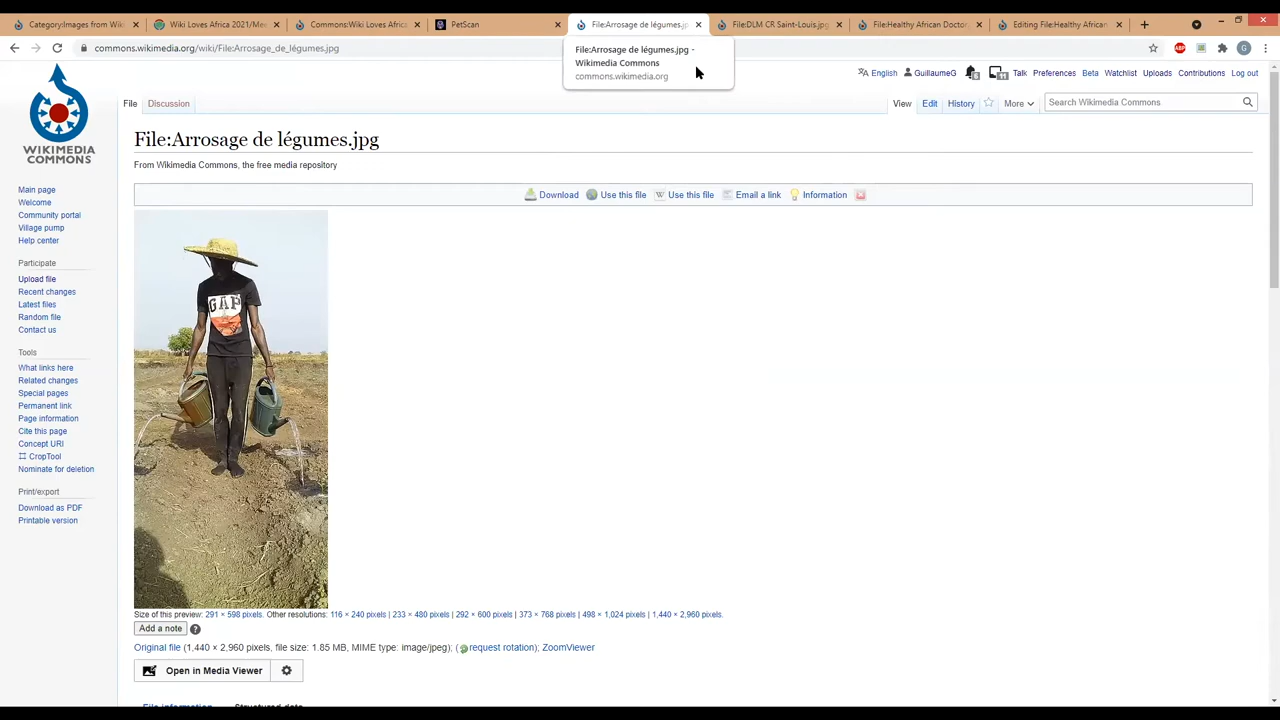 Category:Images from Wiki
Wiki Loves Africa 2021/Me
Commons:Wiki Loves Africa
PetScan
File:Arrosage de légumes.jp
File:DLM CR Saint-Louis.jpg
File:Healthy African Doctor
Editing File:Healthy African
commons.wikimedia.org/wiki/File:Arrosage_de_légumes.jpg
File:Arrosage de légumes.jpg -
Wikimedia Commons
commons.wikimedia.org
English GuillaumeG Talk Preferences Beta Watchlist Uploads Contributions Log out
File Discussion View Edit History More Search Wikimedia Commons
WIKIMEDIA
COMMONS
File:Arrosage de légumes.jpg
From Wikimedia Commons, the free media repository
Download Use this file Use this file Email a link Information
Main page
Welcome
Community portal
Village pump
Help center
Participate
Upload file
Recent changes
Latest files
Random file
Contact us
Tools
What links here
Related changes
Special pages
Permanent link
Page information
Cite this page
Concept URI
CropTool
Nominate for deletion
Print/export
Download as PDF
Printable version
GAP
Size of this preview: 291 × 598 pixels. Other resolutions: 116 × 240 pixels | 233 × 480 pixels | 292 × 600 pixels | 373 × 768 pixels | 498 × 1,024 pixels | 1,440 × 2,960 pixels.
Add a note ?
Original file (1,440 × 2,960 pixels, file size: 1.85 MB, MIME type: image/jpeg); (request rotation); ZoomViewer
Open in Media Viewer
File information Structured data